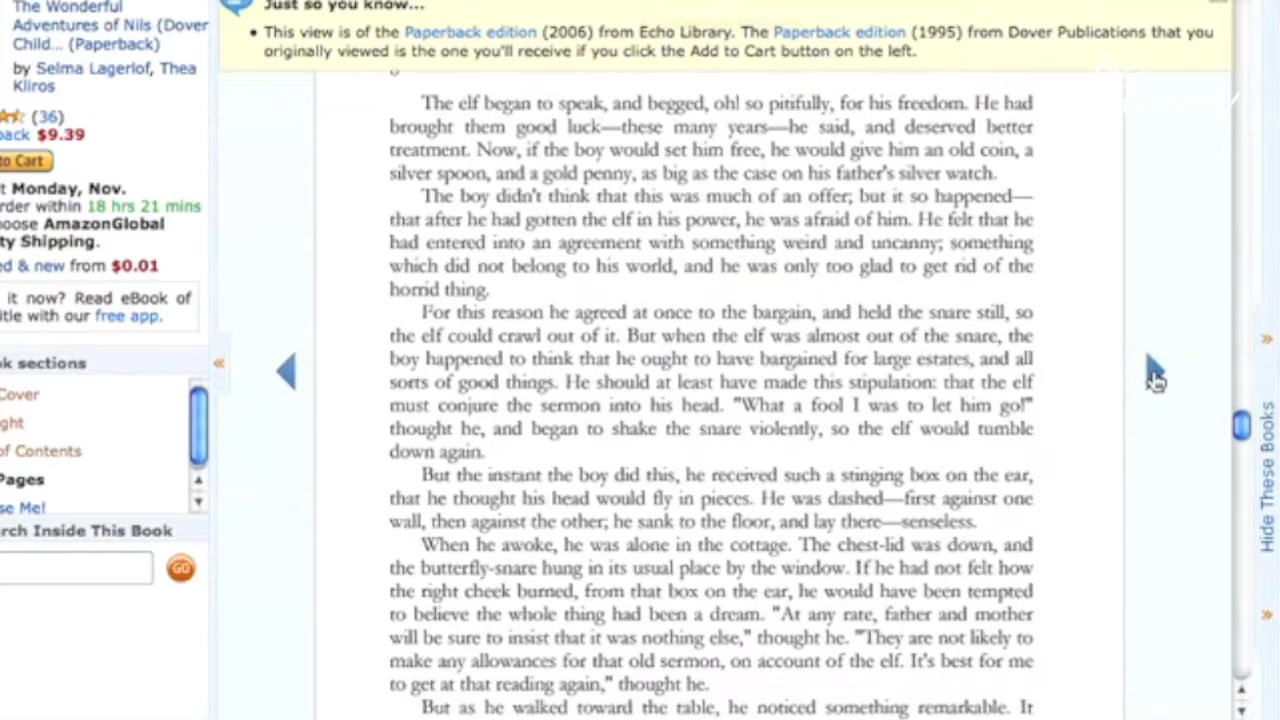 The Wonderful
Adventures of Nils (Dover
Child... (Paperback)
by Selma Lagerlof, Thea
Kliros
(36)
back $9.39
to Cart
t Monday, Nov.
rder within 18 hrs 21 mins
hoose AmazonGlobal
ty Shipping.
ed & new from $0.01
it now? Read eBook of
itle with our free app.
ok sections
Cover
ght
of Contents
Pages
se Me!
rch Inside This Book
GO
Just so you know...
• This view is of the Paperback edition (2006) from Echo Library. The Paperback edition (1995) from Dover Publications that you
originally viewed is the one you'll receive if you click the Add to Cart button on the left.
The elf began to speak, and begged, oh! so pitifully, for his freedom. He had
brought them good luck—these many years—he said, and deserved better
treatment. Now, if the boy would set him free, he would give him an old coin, a
silver spoon, and a gold penny, as big as the case on his father's silver watch.
The boy didn't think that this was much of an offer; but it so happened—
that after he had gotten the elf in his power, he was afraid of him. He felt that he
had entered into an agreement with something weird and uncanny; something
which did not belong to his world, and he was only too glad to get rid of the
horrid thing.
For this reason he agreed at once to the bargain, and held the snare still, so
the elf could crawl out of it. But when the elf was almost out of the snare, the
boy happened to think that he ought to have bargained for large estates, and all
sorts of good things. He should at least have made this stipulation: that the elf
must conjure the sermon into his head. "What a fool I was to let him go!"
thought he, and began to shake the snare violently, so the elf would tumble
down again.
But the instant the boy did this, he received such a stinging box on the ear,
that he thought his head would fly in pieces. He was dashed—first against one
wall, then against the other; he sank to the floor, and lay there—senseless.
When he awoke, he was alone in the cottage. The chest-lid was down, and
the butterfly-snare hung in its usual place by the window. If he had not felt how
the right cheek burned, from that box on the ear, he would have been tempted
to believe the whole thing had been a dream. "At any rate, father and mother
will be sure to insist that it was nothing else," thought he. "They are not likely to
make any allowances for that old sermon, on account of the elf. It's best for me
to get at that reading again," thought he.
But as he walked toward the table, he noticed something remarkable. It
Hide These Books